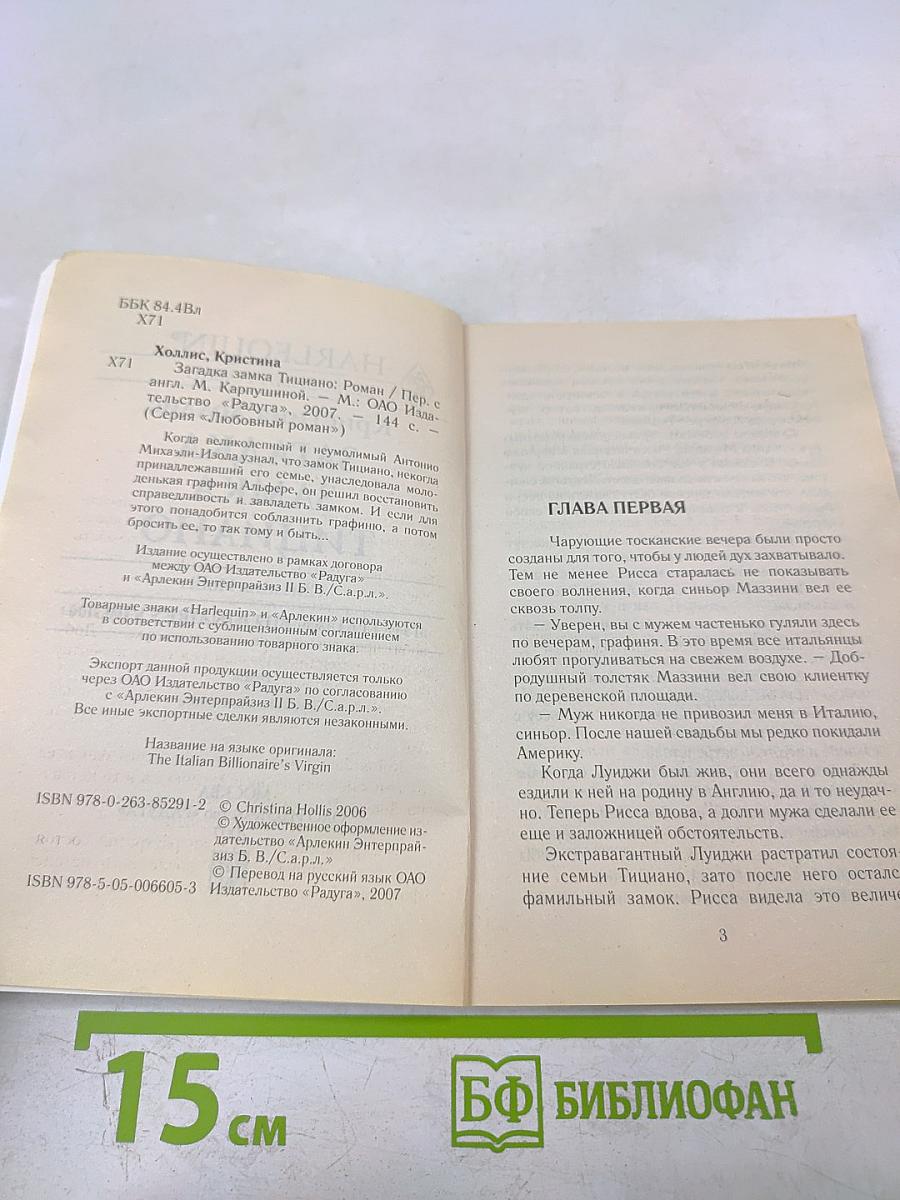 ББК 84.4Вл
Х71
Холлис, Кристина
Х71
Загадка замка Тициано: Роман / Пер. с
англ. М. Карпушиной. — М.: ОАО Изда-
тельство «Радуга», 2007. — 144 с. —
(Серия «Любовный роман»)
Когда великолепный и неумолимый Антонио
Михаэли-Изола узнал, что замок Тициано, некогда
принадлежавший его семье, унаследовала моло-
денькая графиня Альфере, он решил восстановить
справедливость и завладеть замком. И если для
этого понадобится соблазнить графиню, а потом
бросить ее, то так тому и быть...
Издание осуществлено в рамках договора
между ОАО Издательство «Радуга»
и «Арлекин Энтерпрайзиз II Б. В./С.а.р.л.».
Товарные знаки «Harlequin» и «Арлекин» используются
в соответствии с сублицензионным соглашением
по использованию товарного знака.
Экспорт данной продукции осуществляется только
через ОАО Издательство «Радуга» по согласованию
с «Арлекин Энтерпрайзиз II Б. В./С.а.р.л.».
Все иные экспортные сделки являются незаконными.
Название на языке оригинала:
The Italian Billionaire's Virgin
ISBN 978-0-263-85291-2
© Christina Hollis 2006
© Художественное оформление из-
дательство «Арлекин Энтерпрай-
зиз Б. В./С.а.р.л.»
© Перевод на русский язык ОАО
Издательство «Радуга», 2007
ISBN 978-5-05-006605-3
ГЛАВА ПЕРВАЯ
Чарующие тосканские вечера были просто
созданы для того, чтобы у людей дух захватывало.
Тем не менее Рисса старалась не показывать
своего волнения, когда синьор Маззини вел ее
сквозь толпу.
— Уверен, вы с мужем частенько гуляли здесь
по вечерам, графиня. В это время все итальянцы
любят прогуливаться на свежем воздухе. — Доб-
родушный толстяк Маззини вел свою клиентку
по деревенской площади.
— Муж никогда не привозил меня в Италию,
синьор. После нашей свадьбы мы редко покидали
Америку.
Когда Луиджи был жив, они всего однажды
ездили к ней на родину в Англию, да и то неудач-
но. Теперь Рисса вдова, а долги мужа сделали ее
еще и заложницей обстоятельств.
Экстравагантный Луиджи растратил состоя-
ние семьи Тициано, зато после него осталс
фамильный замок. Рисса видела это величе
3
15 см
БФ БИБЛИОФАН